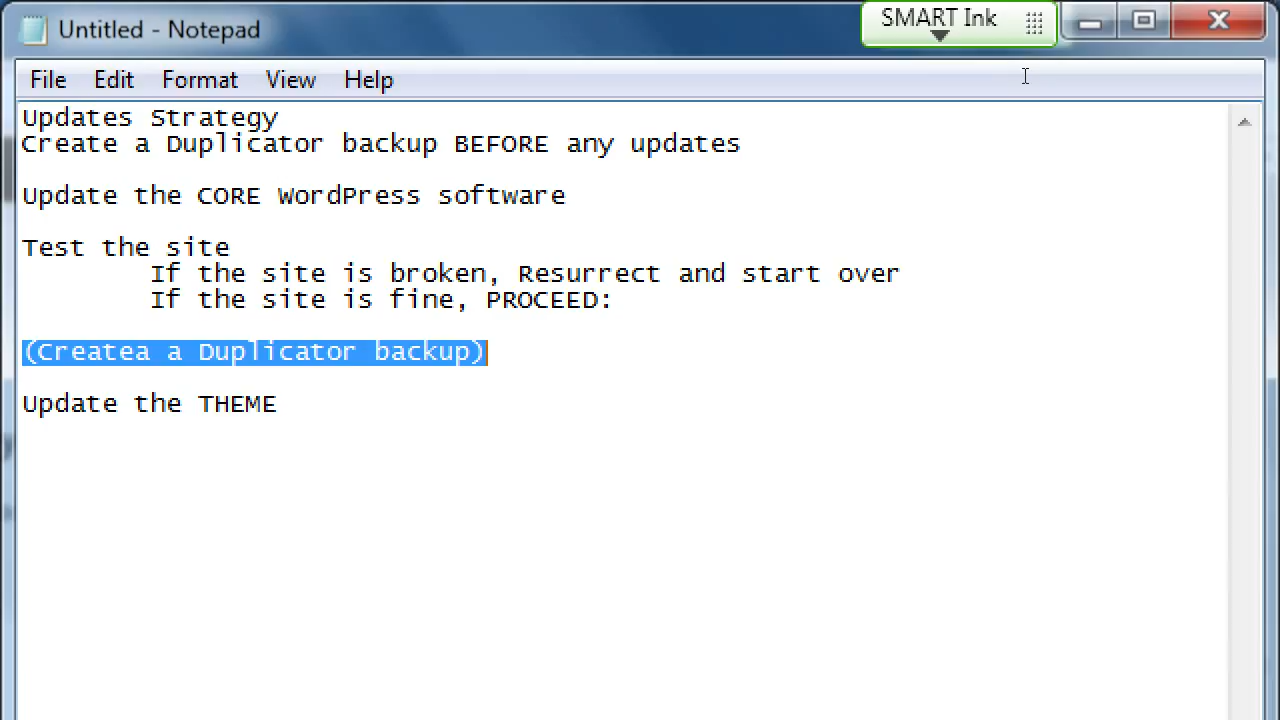 Untitled - Notepad
SMART Ink
File Edit Format View Help
Updates Strategy
Create a Duplicator backup BEFORE any updates
Update the CORE WordPress software
Test the site
If the site is broken, Resurrect and start over
If the site is fine, PROCEED:
(Createa a Duplicator backup)
Update the THEME